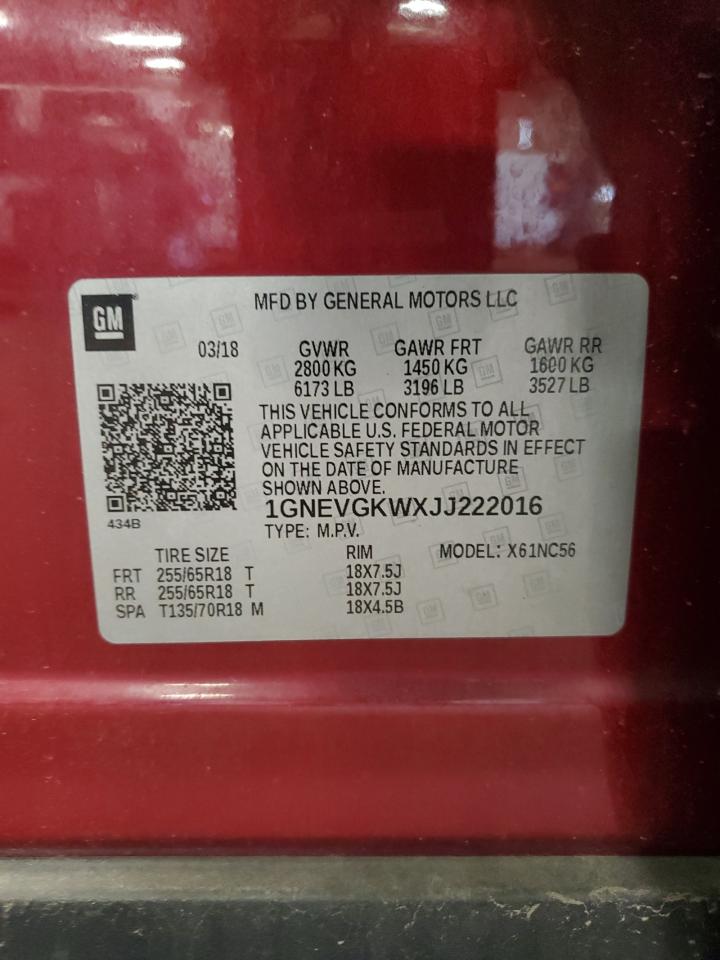 MFD BY GENERAL MOTORS LLC
GM
03/18 GVWR GAWR FRT GAWR RR
2800 KG 1450 KG 1600 KG
6173 LB 3196 LB 3527 LB
THIS VEHICLE CONFORMS TO ALL
APPLICABLE U.S. FEDERAL MOTOR
VEHICLE SAFETY STANDARDS IN EFFECT
ON THE DATE OF MANUFACTURE
SHOWN ABOVE.
1GNEVGKWXJJ222016
434B
TYPE: M.P.V.
TIRE SIZE RIM MODEL: X61NC56
FRT 255/65R18 T 18X7.5J
RR 255/65R18 T 18X7.5J
SPA T135/70R18 M 18X4.5B